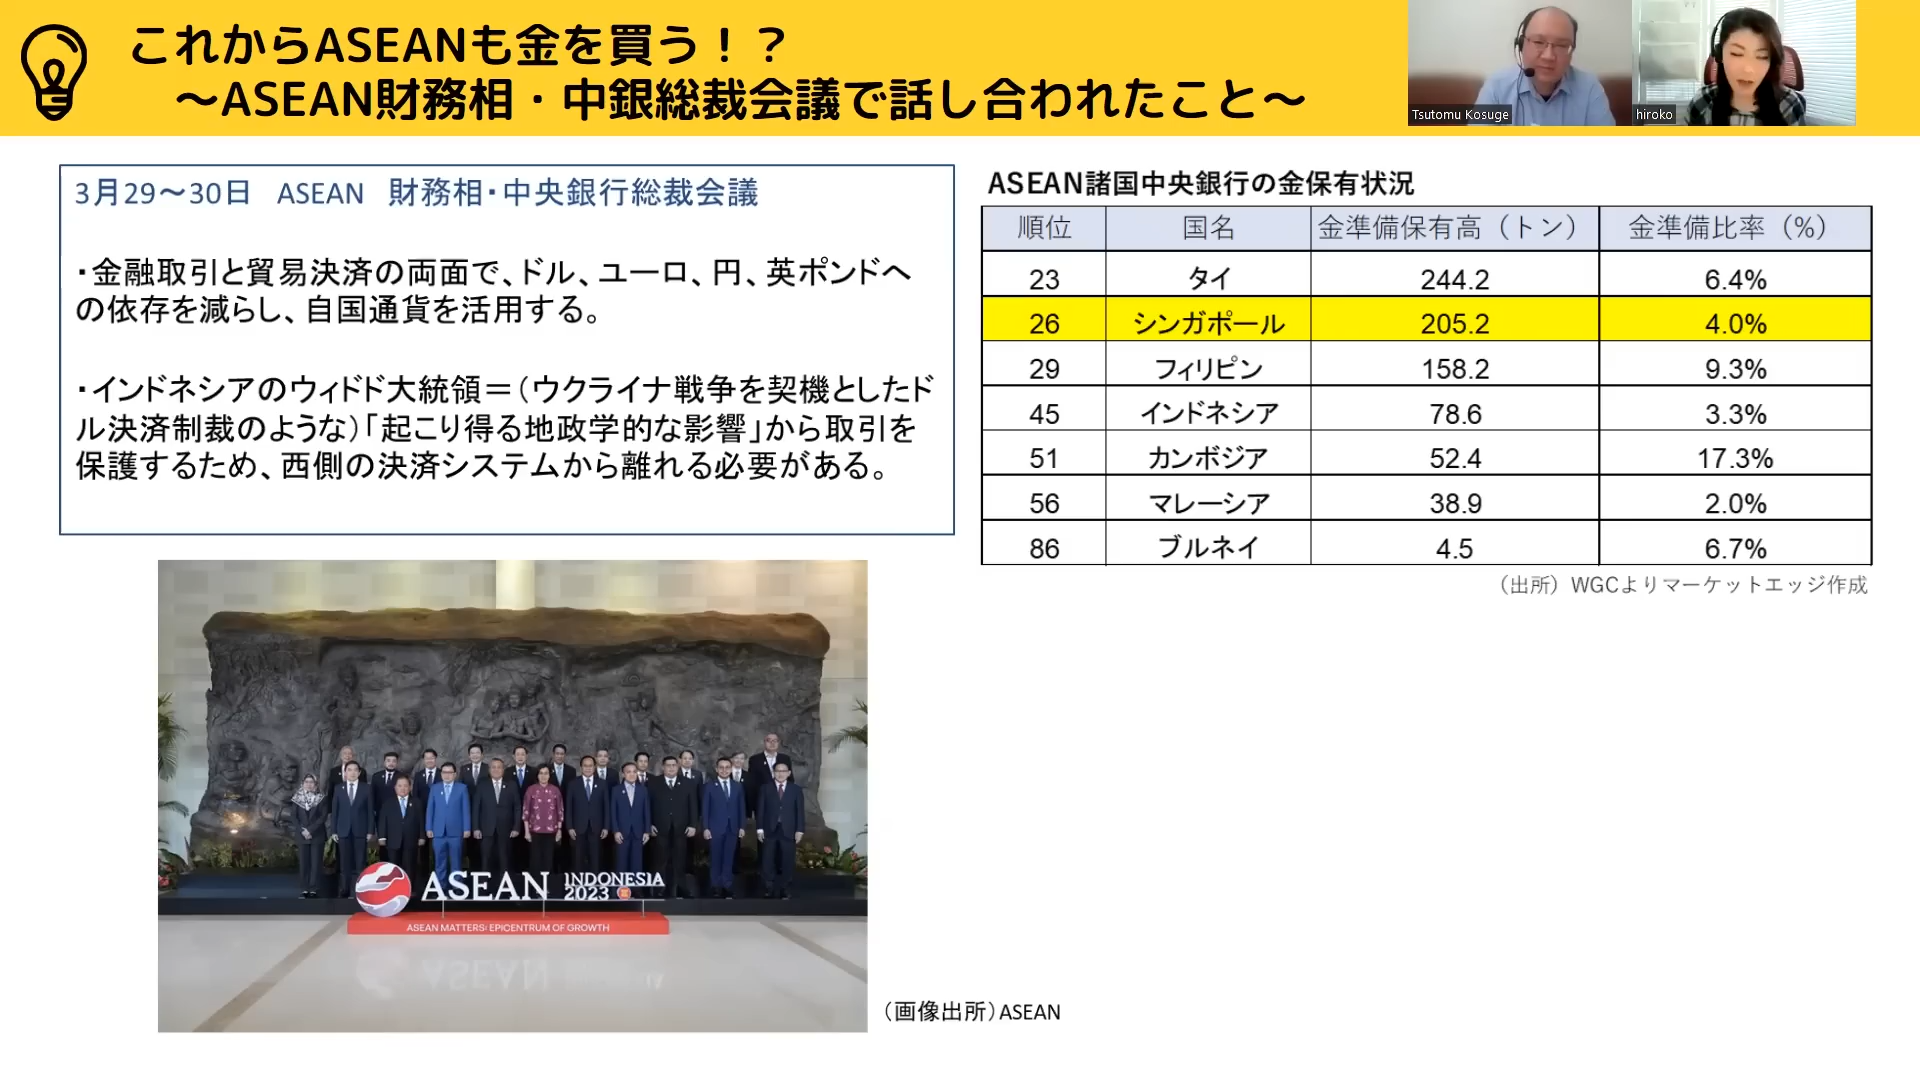 これからASEANも金を買う！？
～ASEAN財務相・中銀総裁会議で話し合われたこと～
Tsutomu Kosuge
hiroko
3月29～30日　ASEAN　財務相・中央銀行総裁会議
・金融取引と貿易決済の両面で、ドル、ユーロ、円、英ポンドへ
の依存を減らし、自国通貨を活用する。
・インドネシアのウィドド大統領＝（ウクライナ戦争を契機としたド
ル決済制裁のような）「起こり得る地政学的な影響」から取引を
保護するため、西側の決済システムから離れる必要がある。
ASEAN諸国中央銀行の金保有状況
順位 国名 金準備保有高（トン） 金準備比率（%）
23 タイ 244.2 6.4%
26 シンガポール 205.2 4.0%
29 フィリピン 158.2 9.3%
45 インドネシア 78.6 3.3%
51 カンボジア 52.4 17.3%
56 マレーシア 38.9 2.0%
86 ブルネイ 4.5 6.7%
（出所）WGCよりマーケットエッジ作成
ASEAN INDONESIA
2023
ASEAN MATTERS: EPICENTRUM OF GROWTH
（画像出所）ASEAN